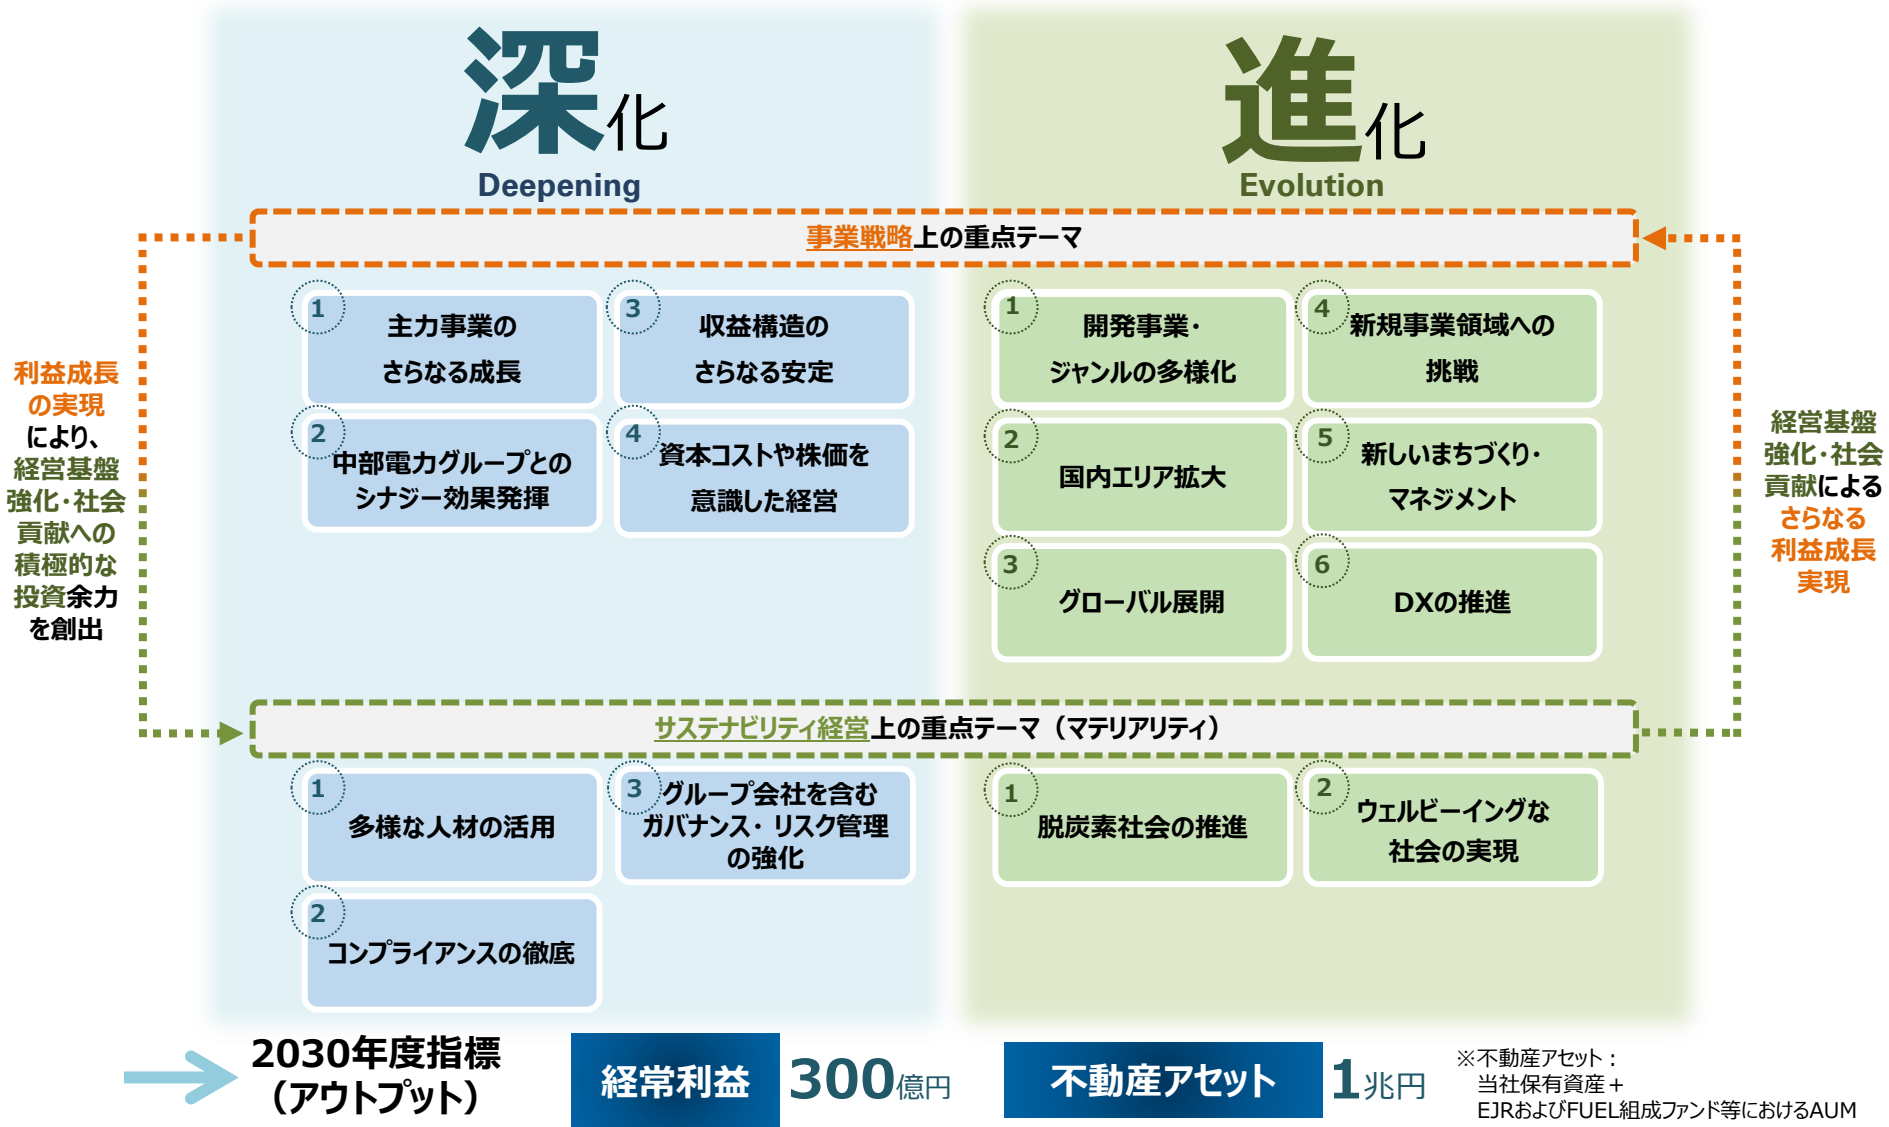 深化
Deepening
進化
Evolution
事業戦略上の重点テーマ
1
主力事業の
さらなる成長
2
中部電力グループとの
シナジー効果発揮
3
収益構造の
さらなる安定
4
資本コストや株価を
意識した経営
1
開発事業・
ジャンルの多様化
2
国内エリア拡大
3
グローバル展開
4
新規事業領域への
挑戦
5
新しいまちづくり・
マネジメント
6
DXの推進
利益成長
の実現
により、
経営基盤
強化・社会
貢献への
積極的な
投資余力
を創出
経営基盤
強化・社会
貢献による
さらなる
利益成長
実現
サステナビリティ経営上の重点テーマ（マテリアリティ）
1
多様な人材の活用
2
コンプライアンスの徹底
3
グループ会社を含む
ガバナンス・ リスク管理
の強化
1
脱炭素社会の推進
2
ウェルビーイングな
社会の実現
2030年度指標
（アウトプット）
経常利益
300億円
不動産アセット
1兆円
※不動産アセット：
当社保有資産＋
EJRおよびFUEL組成ファンド等におけるAUM